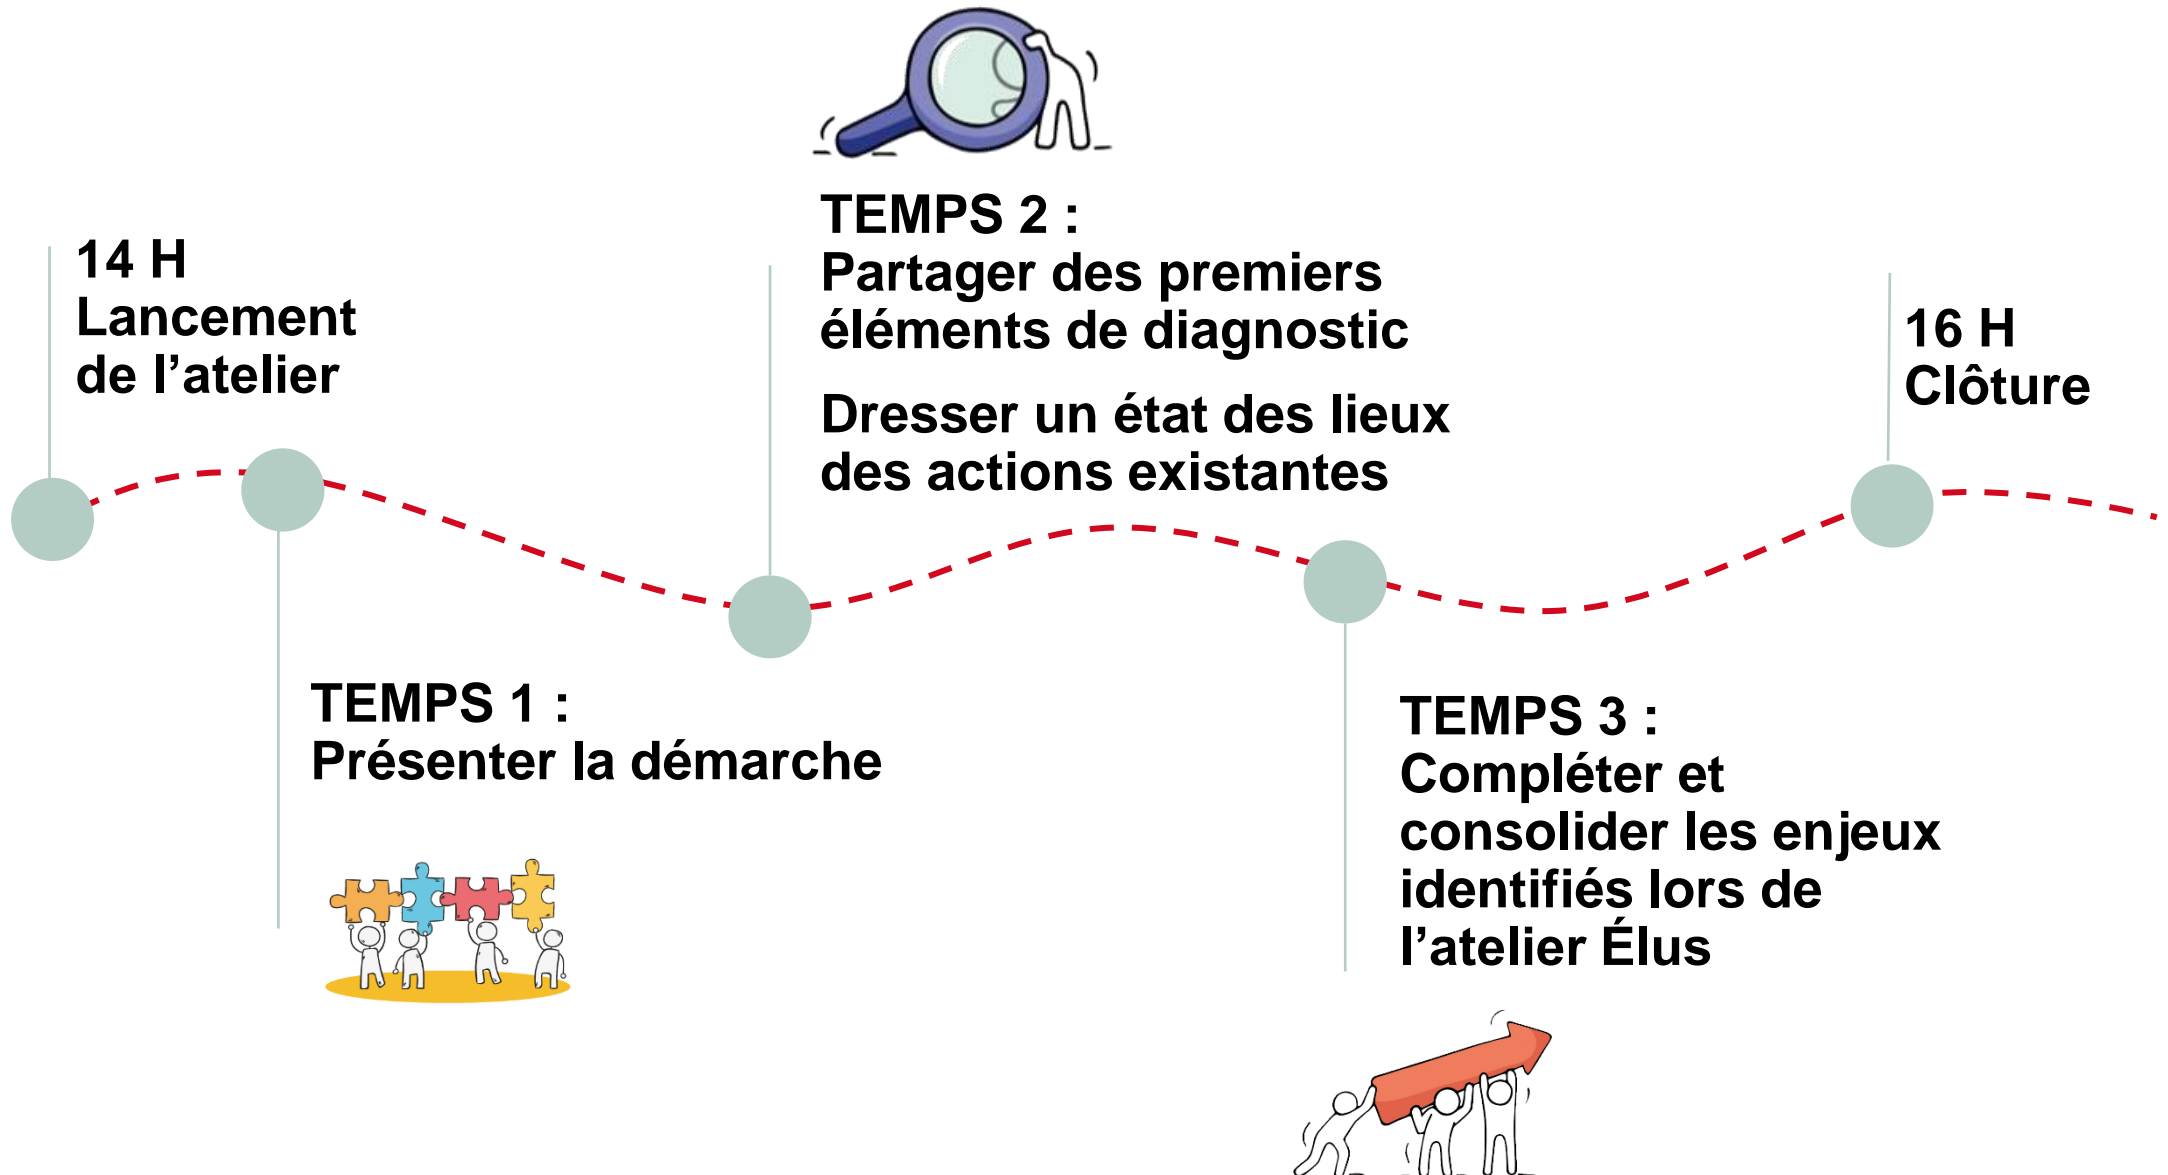 14 H
Lancement
de l’atelier
TEMPS 1 :
Présenter la démarche
TEMPS 2 :
Partager des premiers
éléments de diagnostic
Dresser un état des lieux
des actions existantes
TEMPS 3 :
Compléter et
consolider les enjeux
identifiés lors de
l’atelier Élus
16 H
Clôture